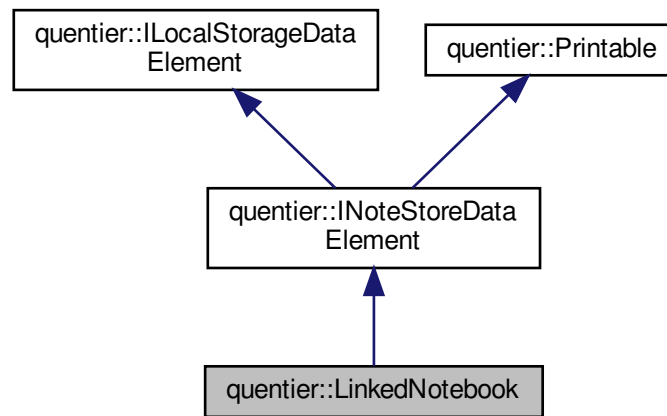 quentier::ILocalStorageData
Element
quentier::Printable
quentier::INoteStoreData
Element
quentier::LinkedNotebook